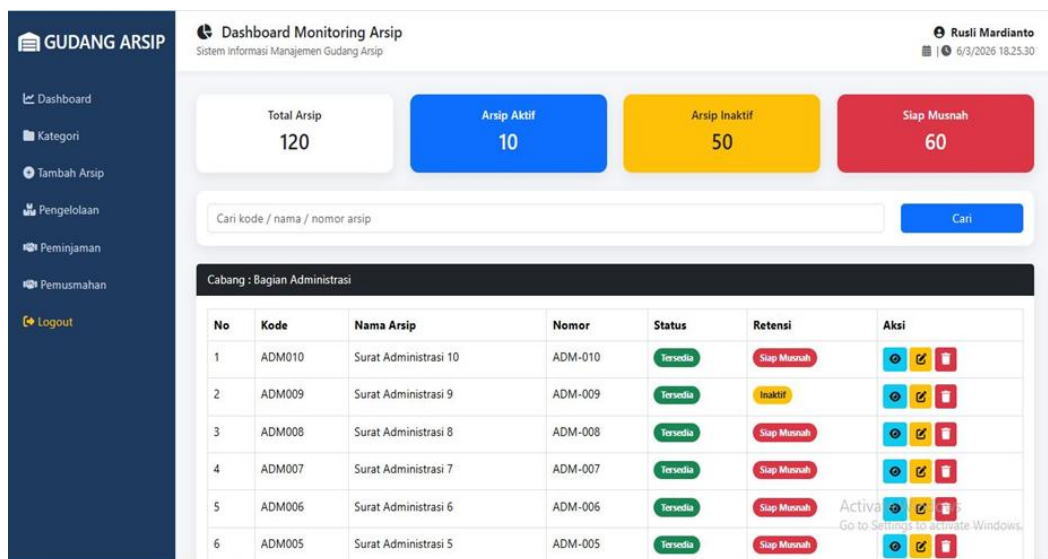 GUDANG ARSIP
Dashboard
Kategori
Tambah Arsip
Pengelolaan
Peminjaman
Pemusmahan
Logout
Dashboard Monitoring Arsip
Sistem Informasi Manajemen Gudang Arsip
Rusli Mardianto
| 6/3/2026 18.25.30
Total Arsip
120
Arsip Aktif
10
Arsip Inaktif
50
Siap Musnah
60
Cari kode / nama / nomor arsip
Cari
Cabang : Bagian Administrasi
No Kode Nama Arsip Nomor Status Retensi Aksi
1 ADM010 Surat Administrasi 10 ADM-010 Tersedia Siap Musnah
2 ADM009 Surat Administrasi 9 ADM-009 Tersedia Inaktif
3 ADM008 Surat Administrasi 8 ADM-008 Tersedia Siap Musnah
4 ADM007 Surat Administrasi 7 ADM-007 Tersedia Siap Musnah
5 ADM006 Surat Administrasi 6 ADM-006 Tersedia Siap Musnah
6 ADM005 Surat Administrasi 5 ADM-005 Tersedia Siap Musnah
Activate Windows
Go to Settings to activate Windows.